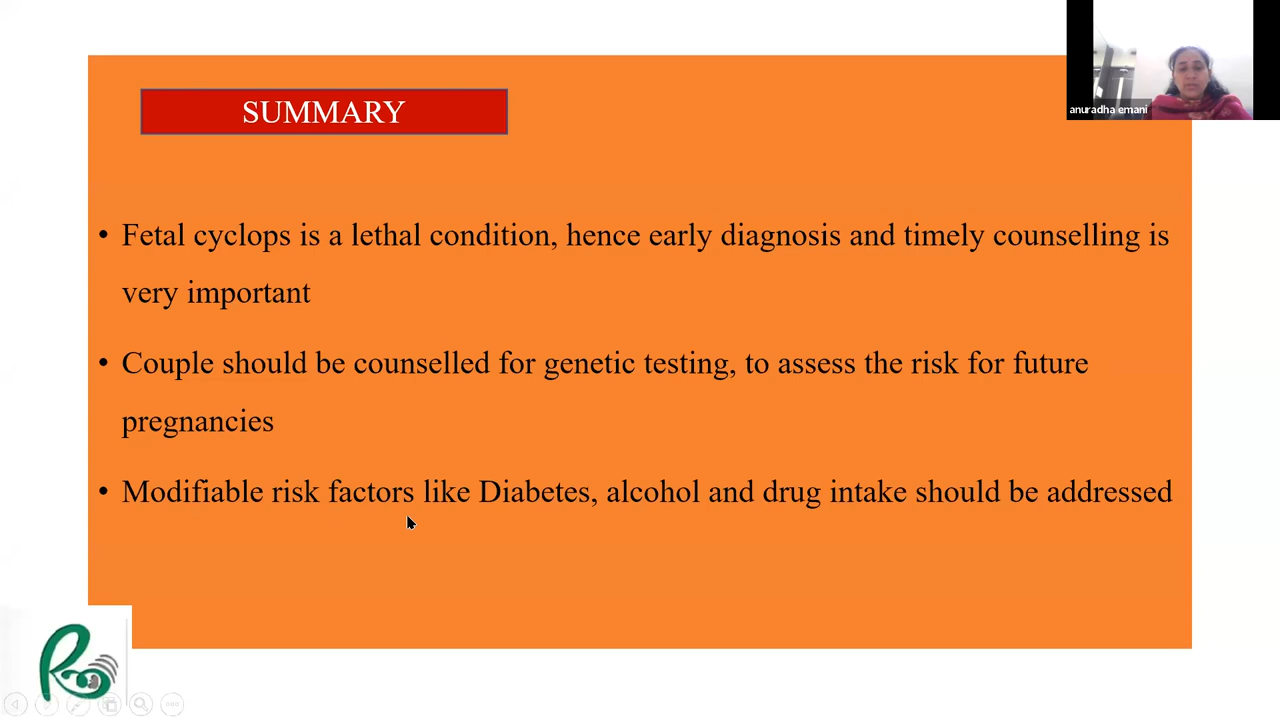 SUMMARY
anuradha emani
• Fetal cyclops is a lethal condition, hence early diagnosis and timely counselling is
very important
• Couple should be counselled for genetic testing, to assess the risk for future
pregnancies
• Modifiable risk factors like Diabetes, alcohol and drug intake should be addressed